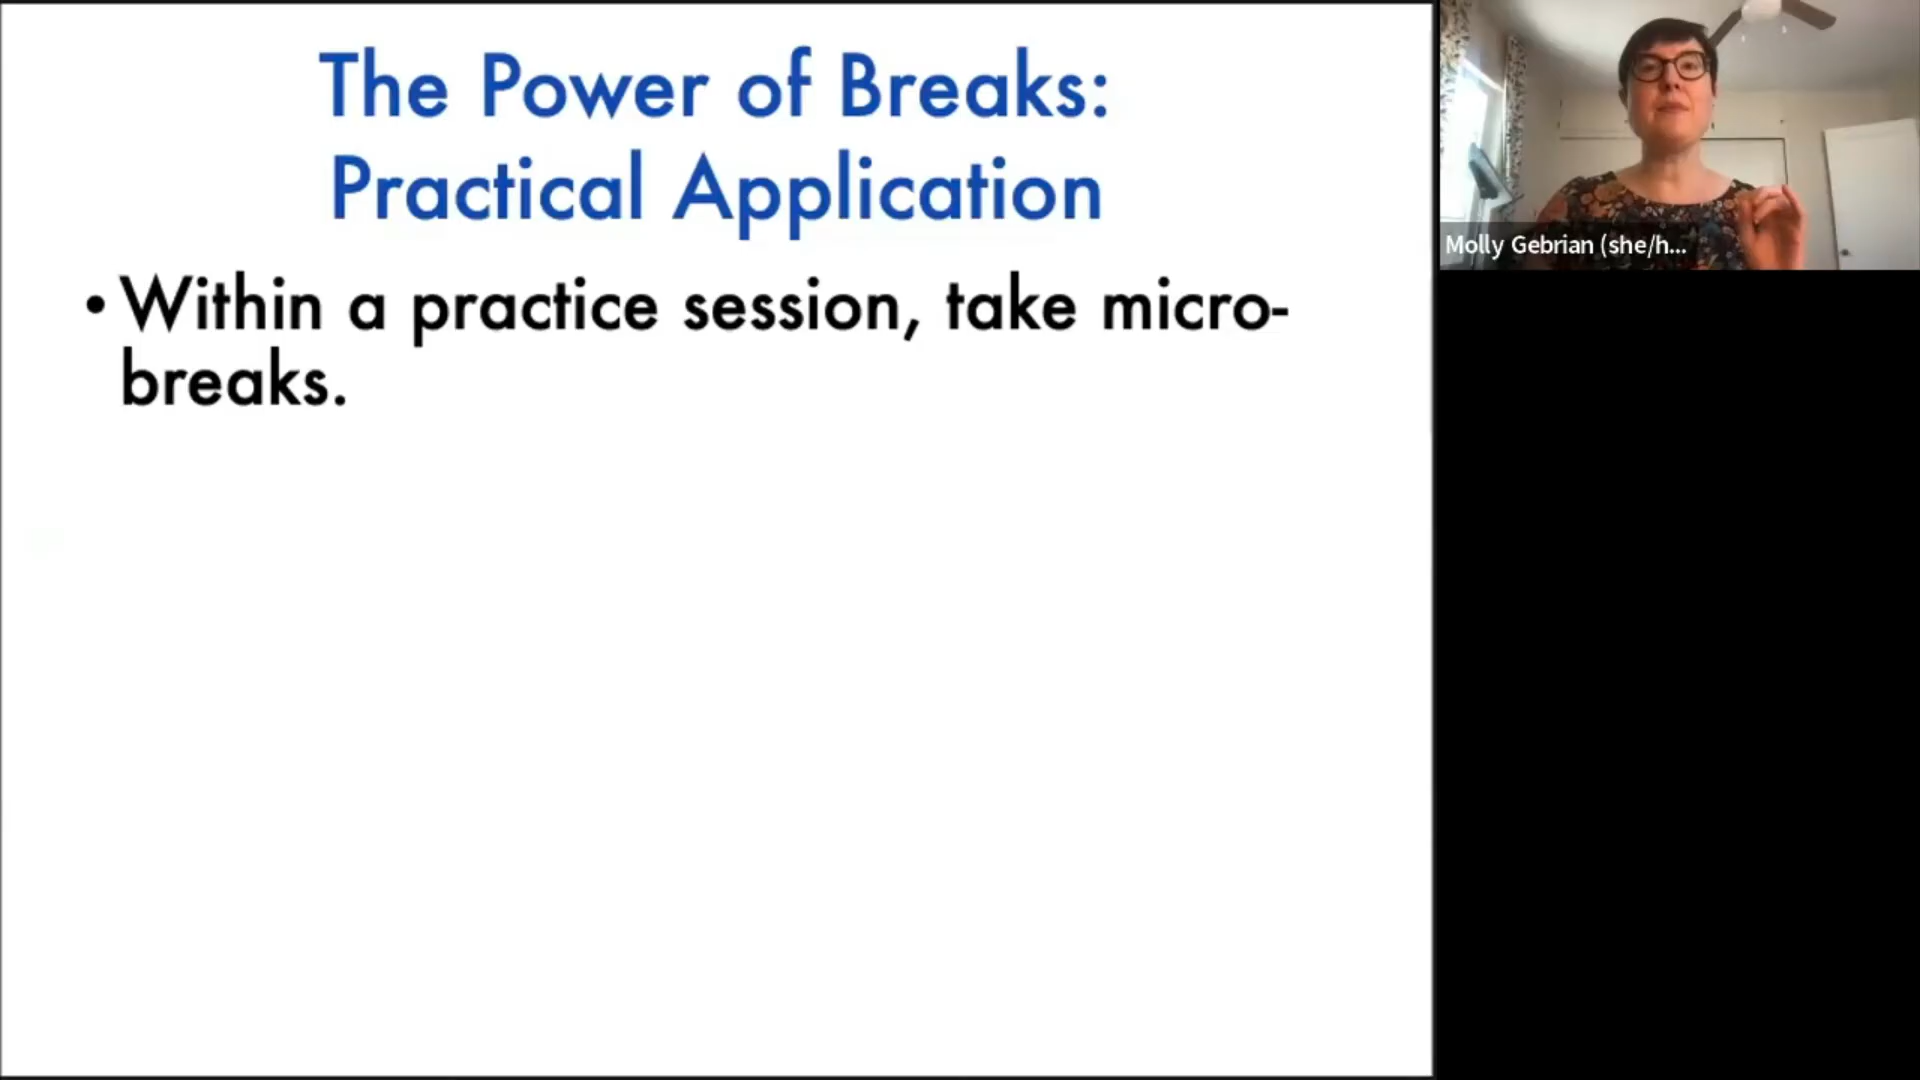 The Power of Breaks:
Practical Application
• Within a practice session, take micro-
breaks.
Molly Gebrian (she/h...